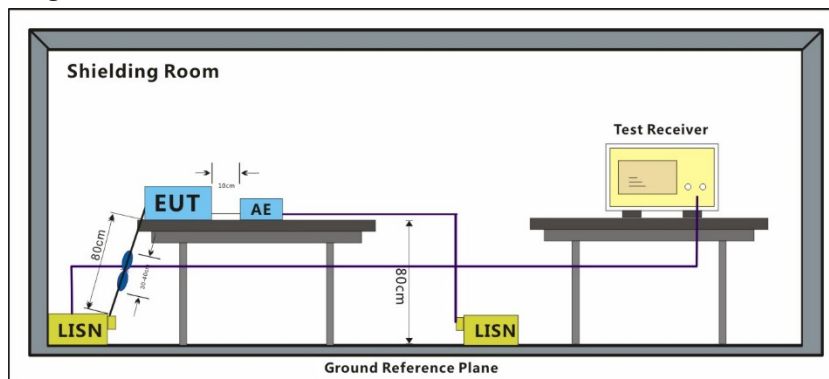 Shielding Room
Test Receiver
10cm
EUT
AE
80cm
30-40cm
80cm
LISN
LISN
Ground Reference Plane